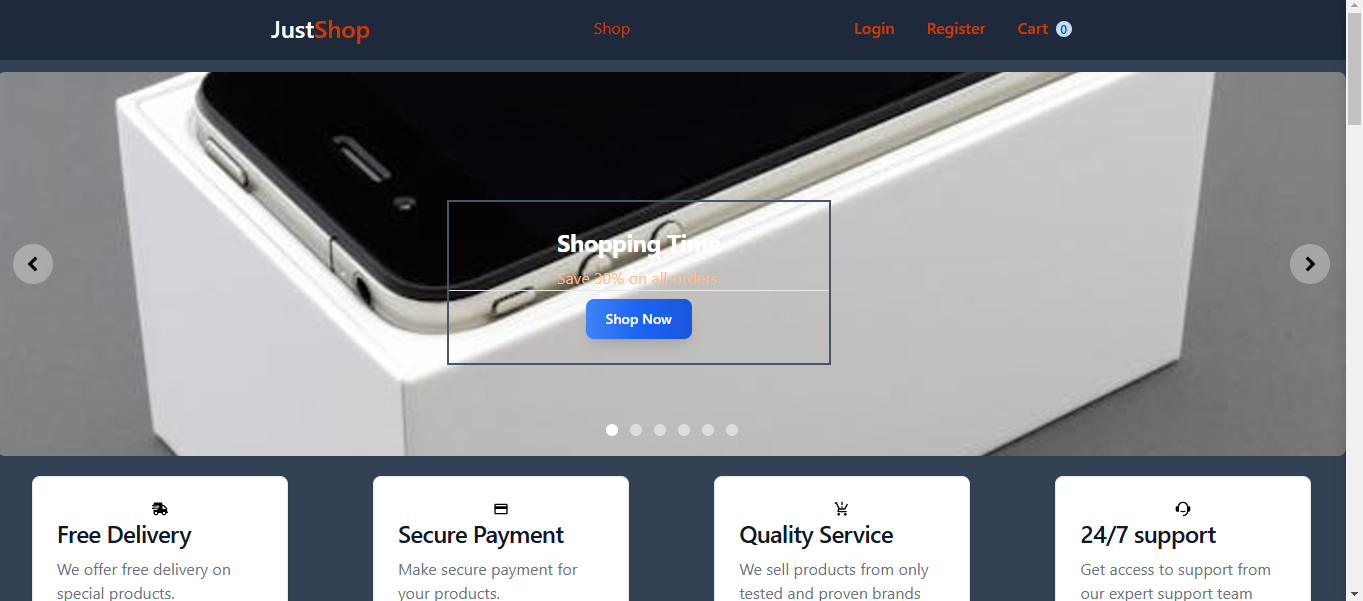 JustShop
Shop
Login
Register
Cart 0
Shopping Time
Save 30% on all orders.
Shop Now
Free Delivery
We offer free delivery on
special products.
Secure Payment
Make secure payment for
your products.
Quality Service
We sell products from only
tested and proven brands
24/7 support
Get access to support from
our expert support team